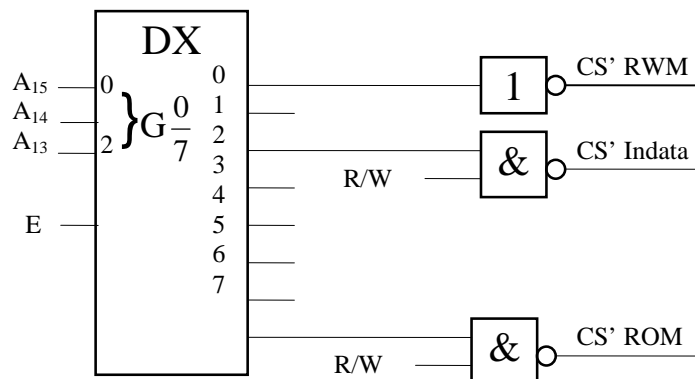 DX
A15
A14
A13
0
2
} G 0/7
E
0
1
2
3
4
5
6
7
1
CS' RWM
&
CS' Indata
R/W
&
CS' ROM
R/W